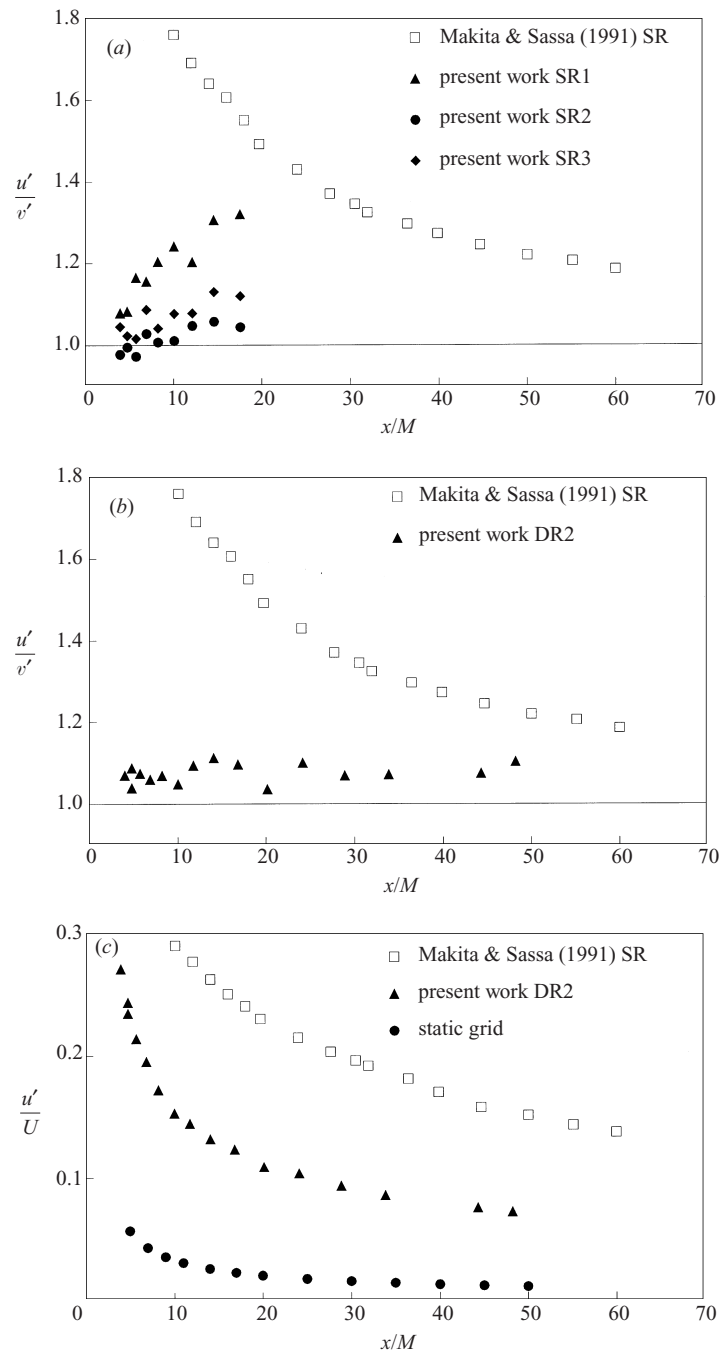 1.8
(a)
Makita & Sassa (1991) SR
present work SR1
1.6
present work SR2
present work SR3
u′
v′
1.4
1.2
1.0
0 10 20 30 40 50 60 70
x/M
1.8
(b)
Makita & Sassa (1991) SR
present work DR2
1.6
u′
v′
1.4
1.2
1.0
0 10 20 30 40 50 60 70
x/M
0.3
(c)
Makita & Sassa (1991) SR
present work DR2
static grid
0.2
u′
U
0.1
0 10 20 30 40 50 60 70
x/M